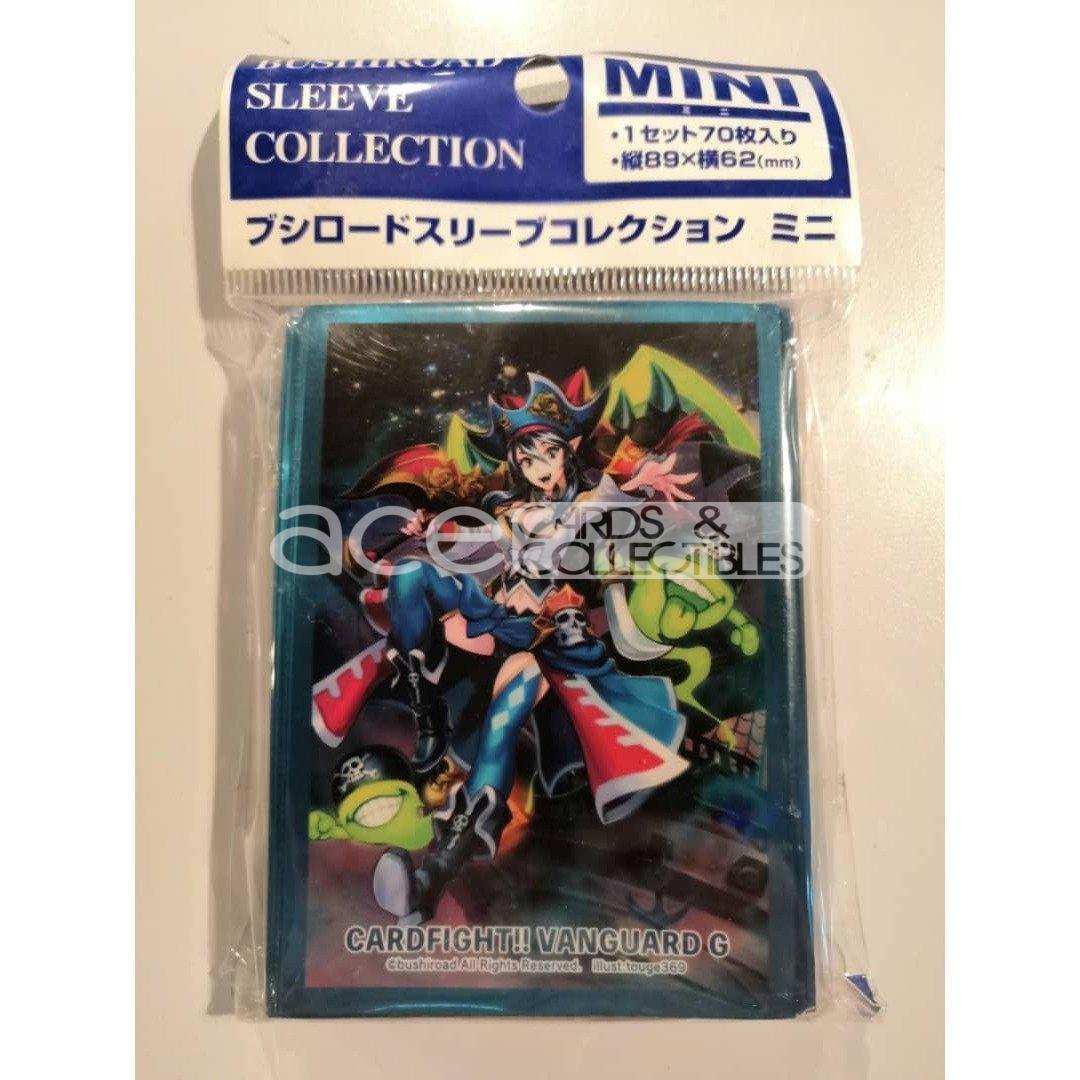 BUSHIROAD
SLEEVE
COLLECTION
MINI
ミニ
・1セット70枚入り
・縦89×横62(mm)
ブシロードスリーブコレクション ミニ
CARDS &
COLLECTIBLES
CARDFIGHT!! VANGUARD G
©bushiroad All Rights Reserved. illust:touge369